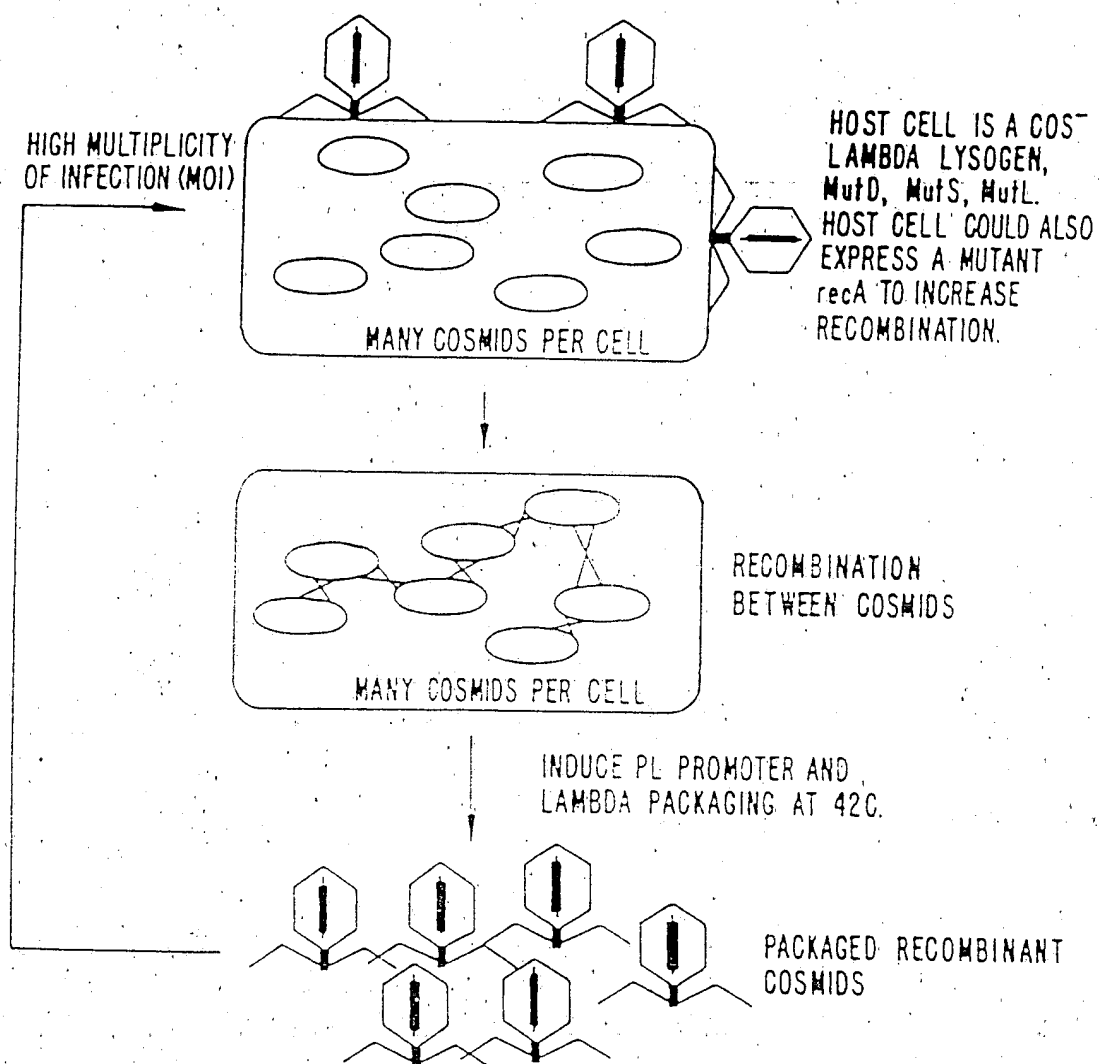 HIGH MULTIPLICITY
OF INFECTION (MOI)
HOST CELL IS A COS⁻
LAMBDA LYSOGEN,
MutD, MutS, MutL.
HOST CELL COULD ALSO
EXPRESS A MUTANT
recA TO INCREASE
RECOMBINATION.
MANY COSMIDS PER CELL
RECOMBINATION
BETWEEN COSMIDS
MANY COSMIDS PER CELL
INDUCE PL PROMOTER AND
LAMBDA PACKAGING AT 42C.
PACKAGED RECOMBINANT
COSMIDS